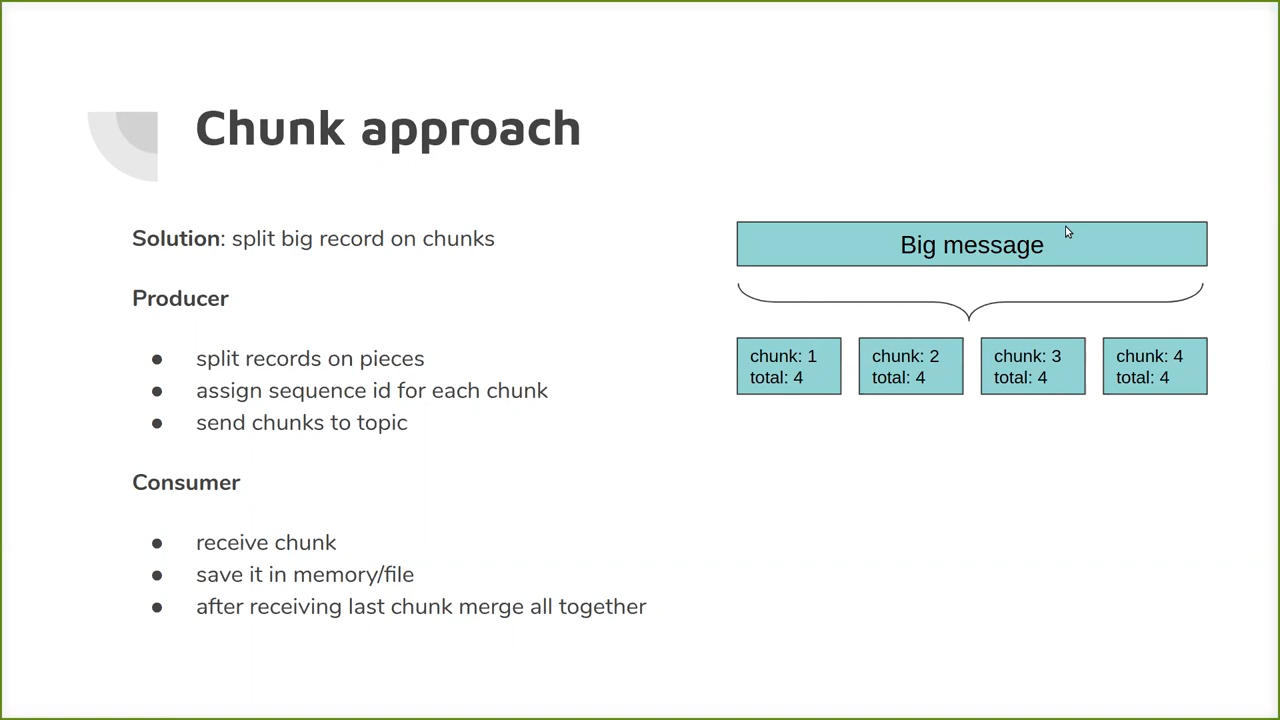 Chunk approach
Solution: split big record on chunks
Producer
● split records on pieces
● assign sequence id for each chunk
● send chunks to topic
Consumer
● receive chunk
● save it in memory/file
● after receiving last chunk merge all together
Big message
chunk: 1
total: 4
chunk: 2
total: 4
chunk: 3
total: 4
chunk: 4
total: 4